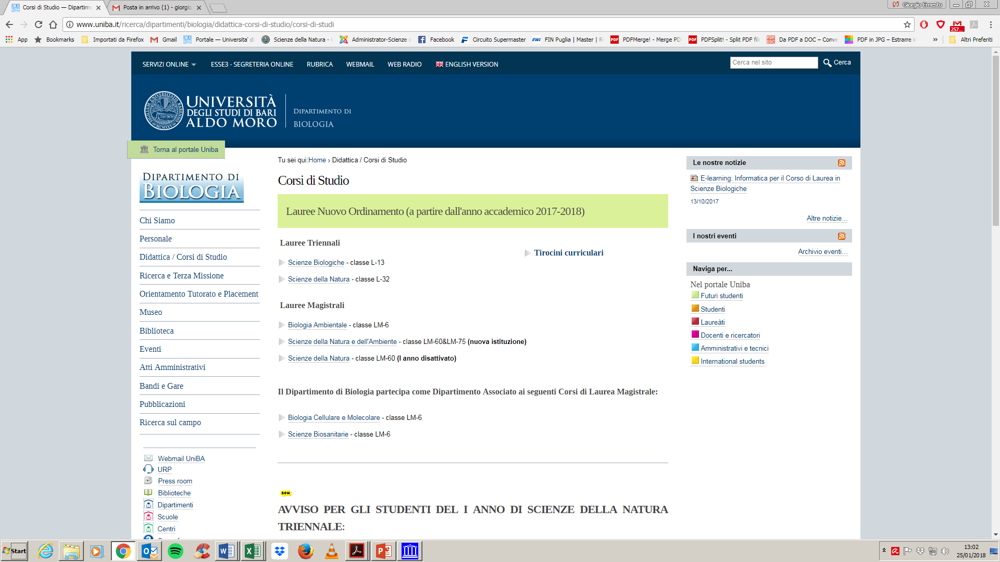 Corsi di Studio — Dipartime
Posta in arrivo (1) - giorgio
Giorgio Ernesto
www.uniba.it/ricerca/dipartimenti/biologia/didattica-corsi-di-studio/corsi-di-studi
257...
App
Bookmarks
Importati da Firefox
Gmail
Portale — Universita' d
Scienze della Natura -
Administrator-Scienze
Facebook
Circuito Supermaster
FIN Puglia | Master | R
PDFMerge! - Merge PD
PDFSplit! - Split PDF fil
Da PDF a DOC – Conve
PDF in JPG – Estrarre i
»
Altri Preferiti
SERVIZI ONLINE
ESSE3 - SEGRETERIA ONLINE
RUBRICA
WEBMAIL
WEB RADIO
ENGLISH VERSION
Cerca nel sito
Cerca
UNIVERSITÀ
DEGLI STUDI DI BARI
ALDO MORO
DIPARTIMENTO DI
BIOLOGIA
Torna al portale Uniba
DIPARTIMENTO DI
BIOLOGIA
Chi Siamo
Personale
Didattica / Corsi di Studio
Ricerca e Terza Missione
Orientamento Tutorato e Placement
Museo
Biblioteca
Eventi
Atti Amministrativi
Bandi e Gare
Pubblicazioni
Ricerca sul campo
Webmail UniBA
URP
Press room
Biblioteche
Dipartimenti
Scuole
Centri
Tu sei qui:Home › Didattica / Corsi di Studio
Corsi di Studio
Lauree Nuovo Ordinamento (a partire dall'anno accademico 2017-2018)
Lauree Triennali
Scienze Biologiche - classe L-13
Scienze della Natura - classe L-32
Tirocini curriculari
Lauree Magistrali
Biologia Ambientale - classe LM-6
Scienze della Natura e dell'Ambiente - classe LM-60&LM-75 (nuova istituzione)
Scienze della Natura - classe LM-60 (I anno disattivato)
Il Dipartimento di Biologia partecipa come Dipartimento Associato ai seguenti Corsi di Laurea Magistrale:
Biologia Cellulare e Molecolare - classe LM-6
Scienze Biosanitarie - classe LM-6
new
AVVISO PER GLI STUDENTI DEL I ANNO DI SCIENZE DELLA NATURA
TRIENNALE:
Le nostre notizie
E-learning: Informatica per il Corso di Laurea in
Scienze Biologiche
13/10/2017
Altre notizie…
I nostri eventi
Archivio eventi…
Naviga per...
Nel portale Uniba
Futuri studenti
Studenti
Laureàti
Docenti e ricercatori
Amministrativi e tecnici
International students
Start
13:02
25/01/2018